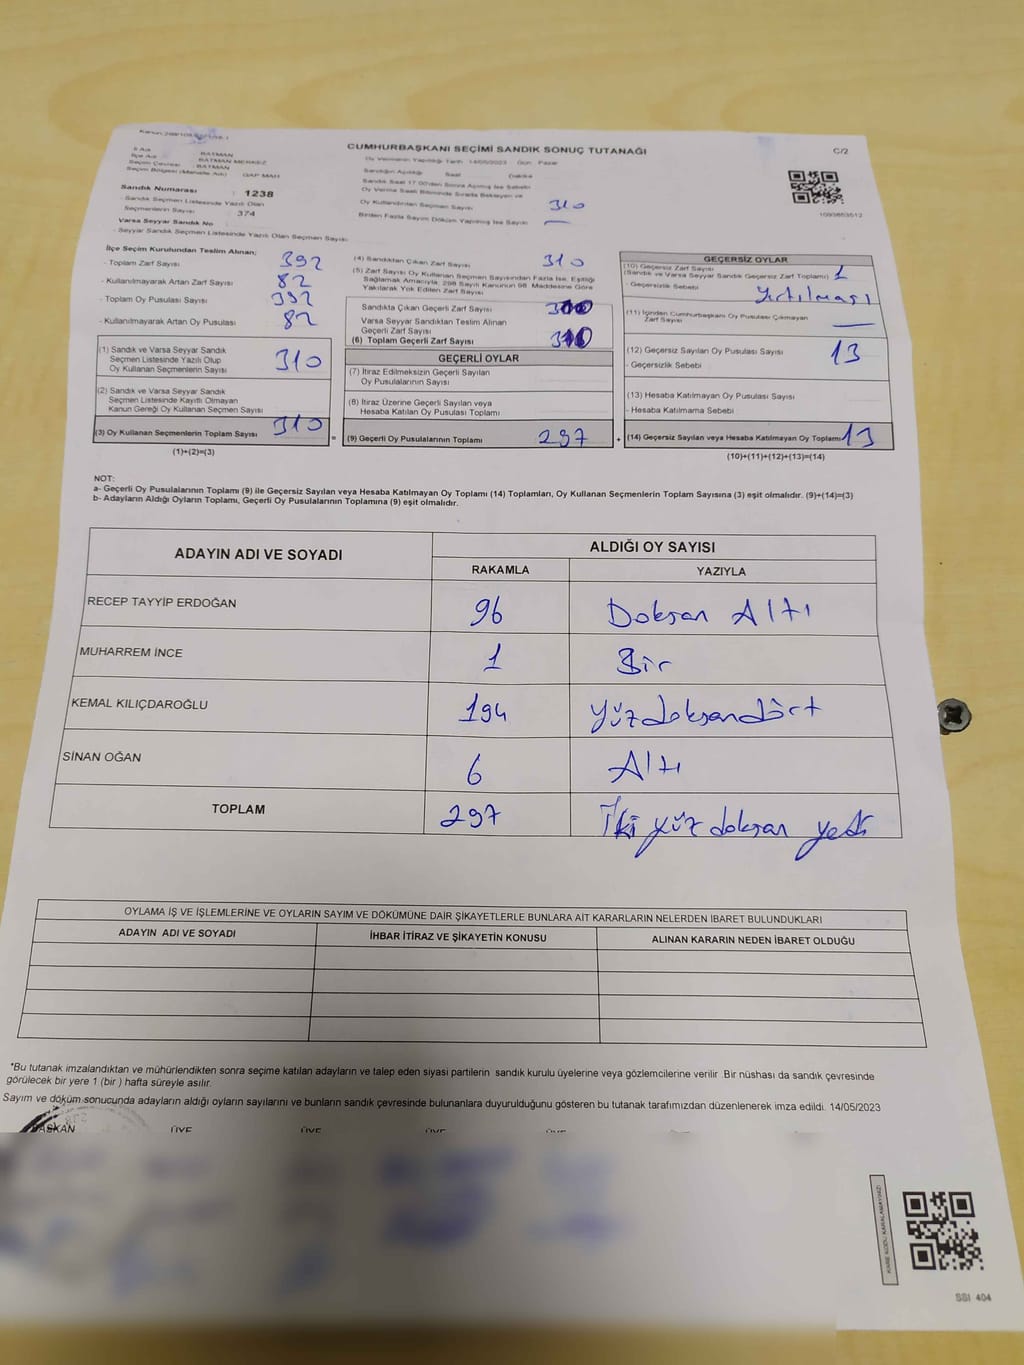 CUMHURBAŞKANI SEÇİMİ SANDIK SONUÇ TUTANAĞI
C/2
İl Adı : BATMAN
İlçe Adı : BATMAN MERKEZ
Seçim Çevresi : BATMAN
Seçim Bölgesi (Mahalle Adı) GAP MAH
Sandık Numarası : 1238
Sandık Seçmen Listesinde Yazılı Olan
Seçmenlerin Sayısı : 374
Varsa Seyyar Sandık No
- Seyyar Seçmen Listesinde Yazılı Olan Seçmen Sayısı:
Oy Vermenin Yapıldığı Tarih 14/05/2023 Gün Pazar
Sandığın Açıldığı Saat Dakika
Sandık Saat 17.00'den Sonra Açılmış İse Sebebi
Oy Verme Saati Bitiminde Sırada Bekleyen ve
Oy Kullandırılan Seçmen Sayısı 310
Birden Fazla Sayım Döküm Yapılmış İse Sayısı —
1093853512
İlçe Seçim Kurulundan Teslim Alınan;
- Toplam Zarf Sayısı 392
- Kullanılmayarak Artan Zarf Sayısı 82
- Toplam Oy Pusulası Sayısı 392
- Kullanılmayarak Artan Oy Pusulası 82
(1) Sandık ve Varsa Seyyar Sandık
Seçmen Listesinde Yazılı Olup
Oy Kullanan Seçmenlerin Sayısı 310
(2) Sandık ve Varsa Seyyar Sandık
Seçmen Listesinde Kayıtlı Olmayan
Kanun Gereği Oy Kullanan Seçmen Sayısı
(3) Oy Kullanan Seçmenlerin Toplam Sayısı 310
(1)+(2)=(3)
(4) Sandıktan Çıkan Zarf Sayısı 310
(5) Zarf Sayısı Oy Kullanan Seçmen Sayısından Fazla İse, Eşitliği
Sağlamak Amacıyla, 298 Sayılı Kanunun 98. Maddesine Göre
Yakılarak Yok Edilen Zarf Sayısı
Sandıkta Çıkan Geçerli Zarf Sayısı
Varsa Seyyar Sandıktan Teslim Alınan
Geçerli Zarf Sayısı
(6) Toplam Geçerli Zarf Sayısı
GEÇERLİ OYLAR
(7) İtiraz Edilmeksizin Geçerli Sayılan
Oy Pusulalarının Sayısı
(8) İtiraz Üzerine Geçerli Sayılan veya
Hesaba Katılan Oy Pusulası Toplamı
(9) Geçerli Oy Pusulalarının Toplamı 297
GEÇERSİZ OYLAR
(10) Geçersiz Zarf Sayısı
(Sandık ve Varsa Seyyar Sandık Geçersiz Zarf Toplamı) 1
- Geçersizlik Sebebi yırtılması
(11) İçinden Cumhurbaşkanı Oy Pusulası Çıkmayan
Zarf Sayısı —
(12) Geçersiz Sayılan Oy Pusulası Sayısı 13
- Geçersizlik Sebebi
(13) Hesaba Katılmayan Oy Pusulası Sayısı
- Hesaba Katılmama Sebebi
(14) Geçersiz Sayılan veya Hesaba Katılmayan Oy Toplamı 13
(10)+(11)+(12)+(13)=(14)
NOT:
a- Geçerli Oy Pusulalarının Toplamı (9) ile Geçersiz Sayılan veya Hesaba Katılmayan Oy Toplamı (14) Toplamları, Oy Kullanan Seçmenlerin Toplam Sayısına (3) eşit olmalıdır. (9)+(14)=(3)
b- Adayların Aldığı Oyların Toplamı, Geçerli Oy Pusulalarının Toplamına (9) eşit olmalıdır.
ADAYIN ADI VE SOYADI
ALDIĞI OY SAYISI
RAKAMLA YAZIYLA
RECEP TAYYİP ERDOĞAN 96 Doksan Altı
MUHARREM İNCE 1 Bir
KEMAL KILIÇDAROĞLU 194 yüzdoksandört
SİNAN OĞAN 6 Altı
TOPLAM 297 İki yüz doksan yedi
OYLAMA İŞ VE İŞLEMLERİNE VE OYLARIN SAYIM VE DÖKÜMÜNE DAİR ŞİKAYETLERLE BUNLARA AİT KARARLARIN NELERDEN İBARET BULUNDUKLARI
ADAYIN ADI VE SOYADI İHBAR İTİRAZ VE ŞİKAYETİN KONUSU ALINAN KARARIN NEDEN İBARET OLDUĞU
*Bu tutanak imzalandıktan ve mühürlendikten sonra seçime katılan adayların ve talep eden siyasi partilerin sandık kurulu üyelerine veya gözlemcilerine verilir .Bir nüshası da sandık çevresinde
görülecek bir yere 1 (bir ) hafta süreyle asılır.
Sayım ve döküm sonucunda adayların aldığı oyların sayılarını ve bunların sandık çevresinde bulunanlara duyurulduğunu gösteren bu tutanak tarafımızdan düzenlenerek imza edildi. 14/05/2023
BAŞKAN ÜYE ÜYE ÜYE ÜYE
KARE KODU KARALAMAYINIZ!
SSI 404